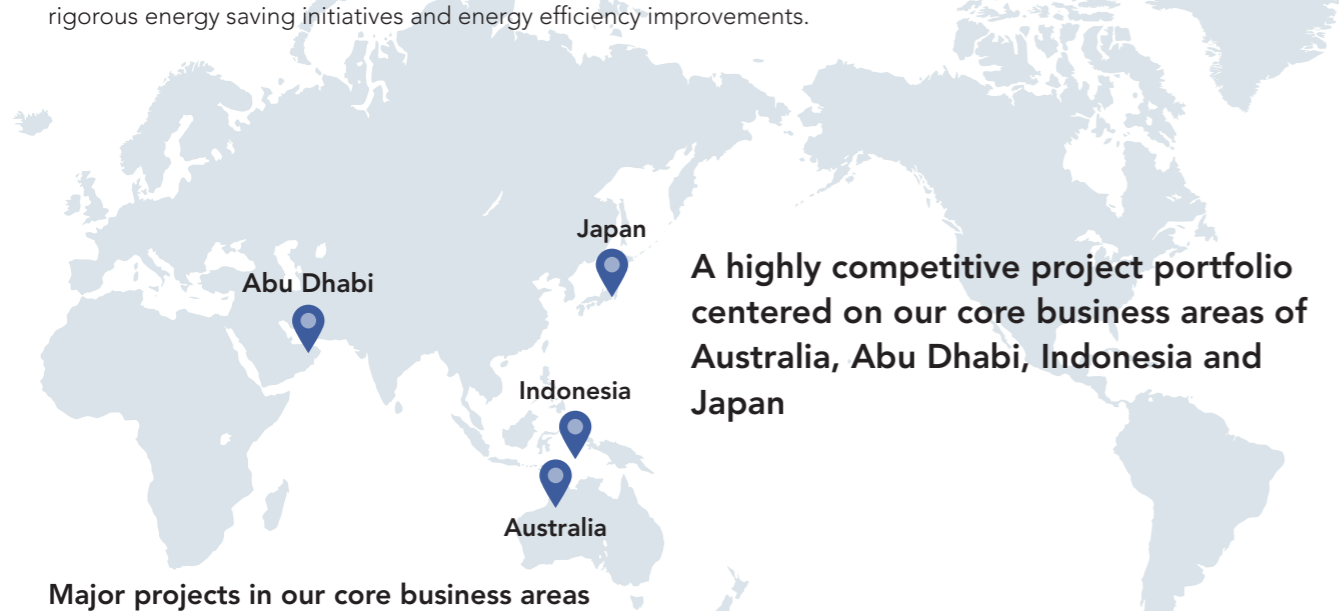 rigorous energy saving initiatives and energy efficiency improvements.
Japan
Abu Dhabi
A highly competitive project portfolio
centered on our core business areas of
Australia, Abu Dhabi, Indonesia and
Japan
Indonesia
Australia
Major projects in our core business areas